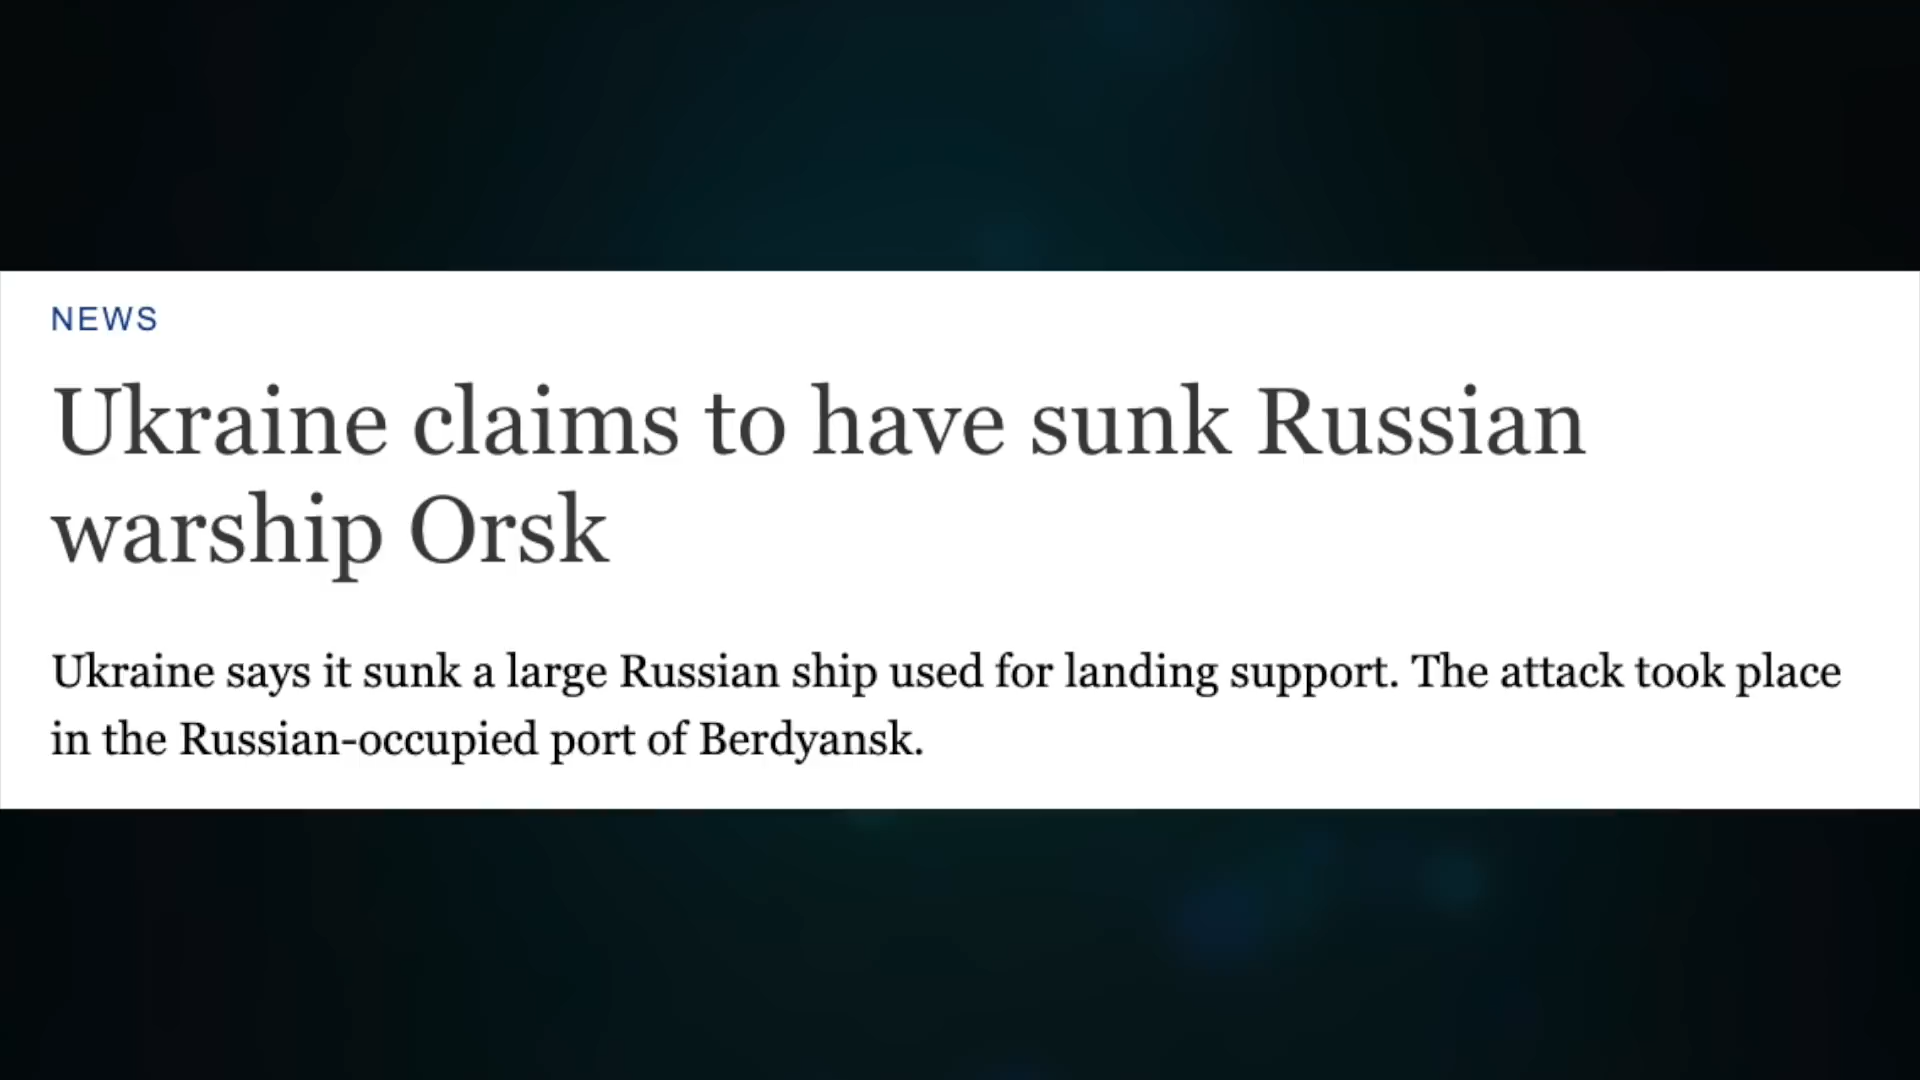 NEWS
Ukraine claims to have sunk Russian
warship Orsk
Ukraine says it sunk a large Russian ship used for landing support. The attack took place
in the Russian-occupied port of Berdyansk.